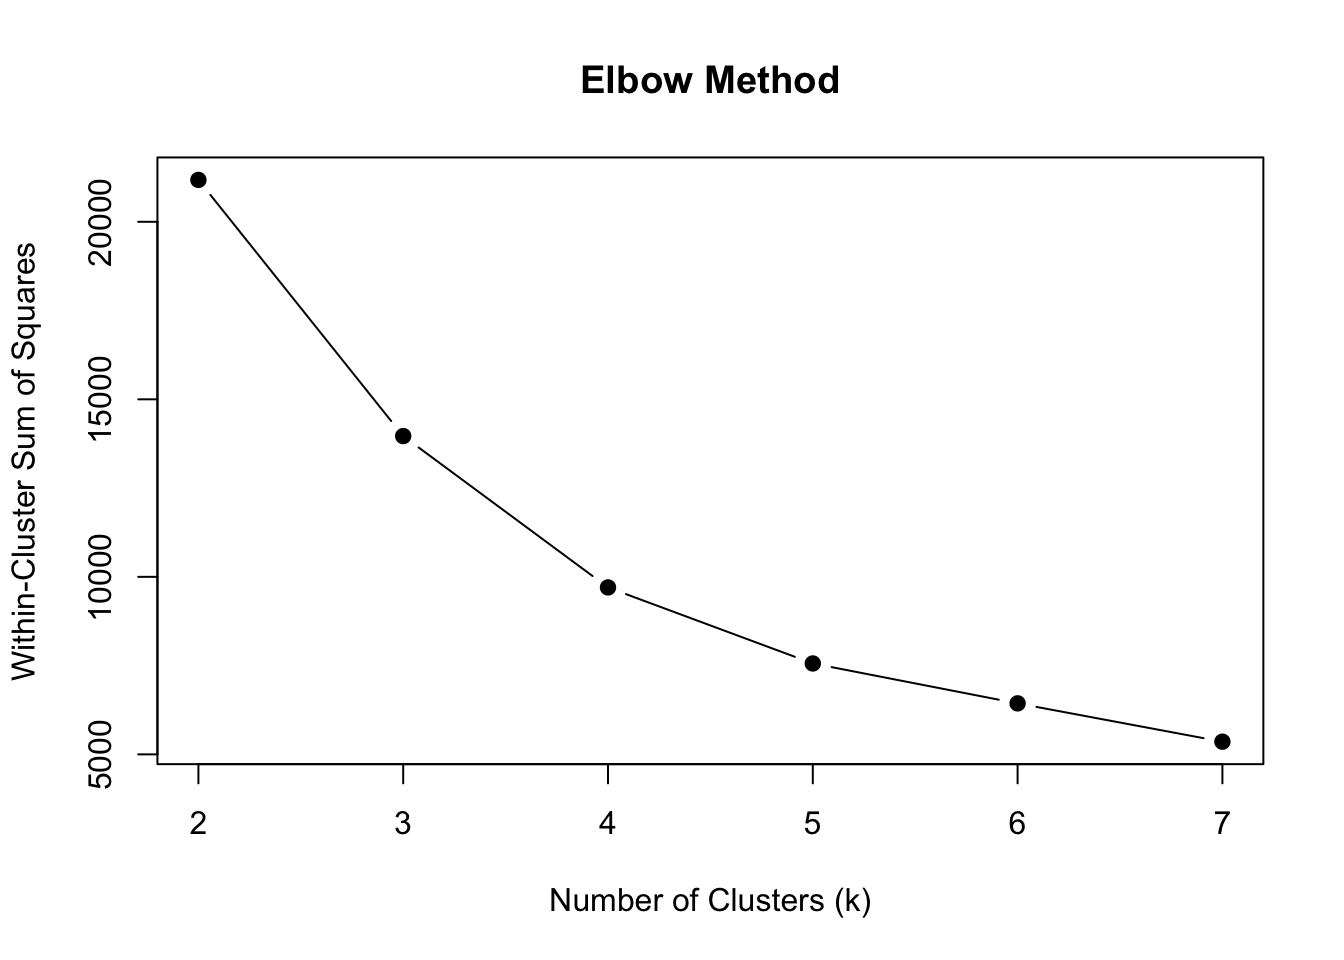 Elbow Method
Within-Cluster Sum of Squares
20000
15000
10000
5000
2 3 4 5 6 7
Number of Clusters (k)